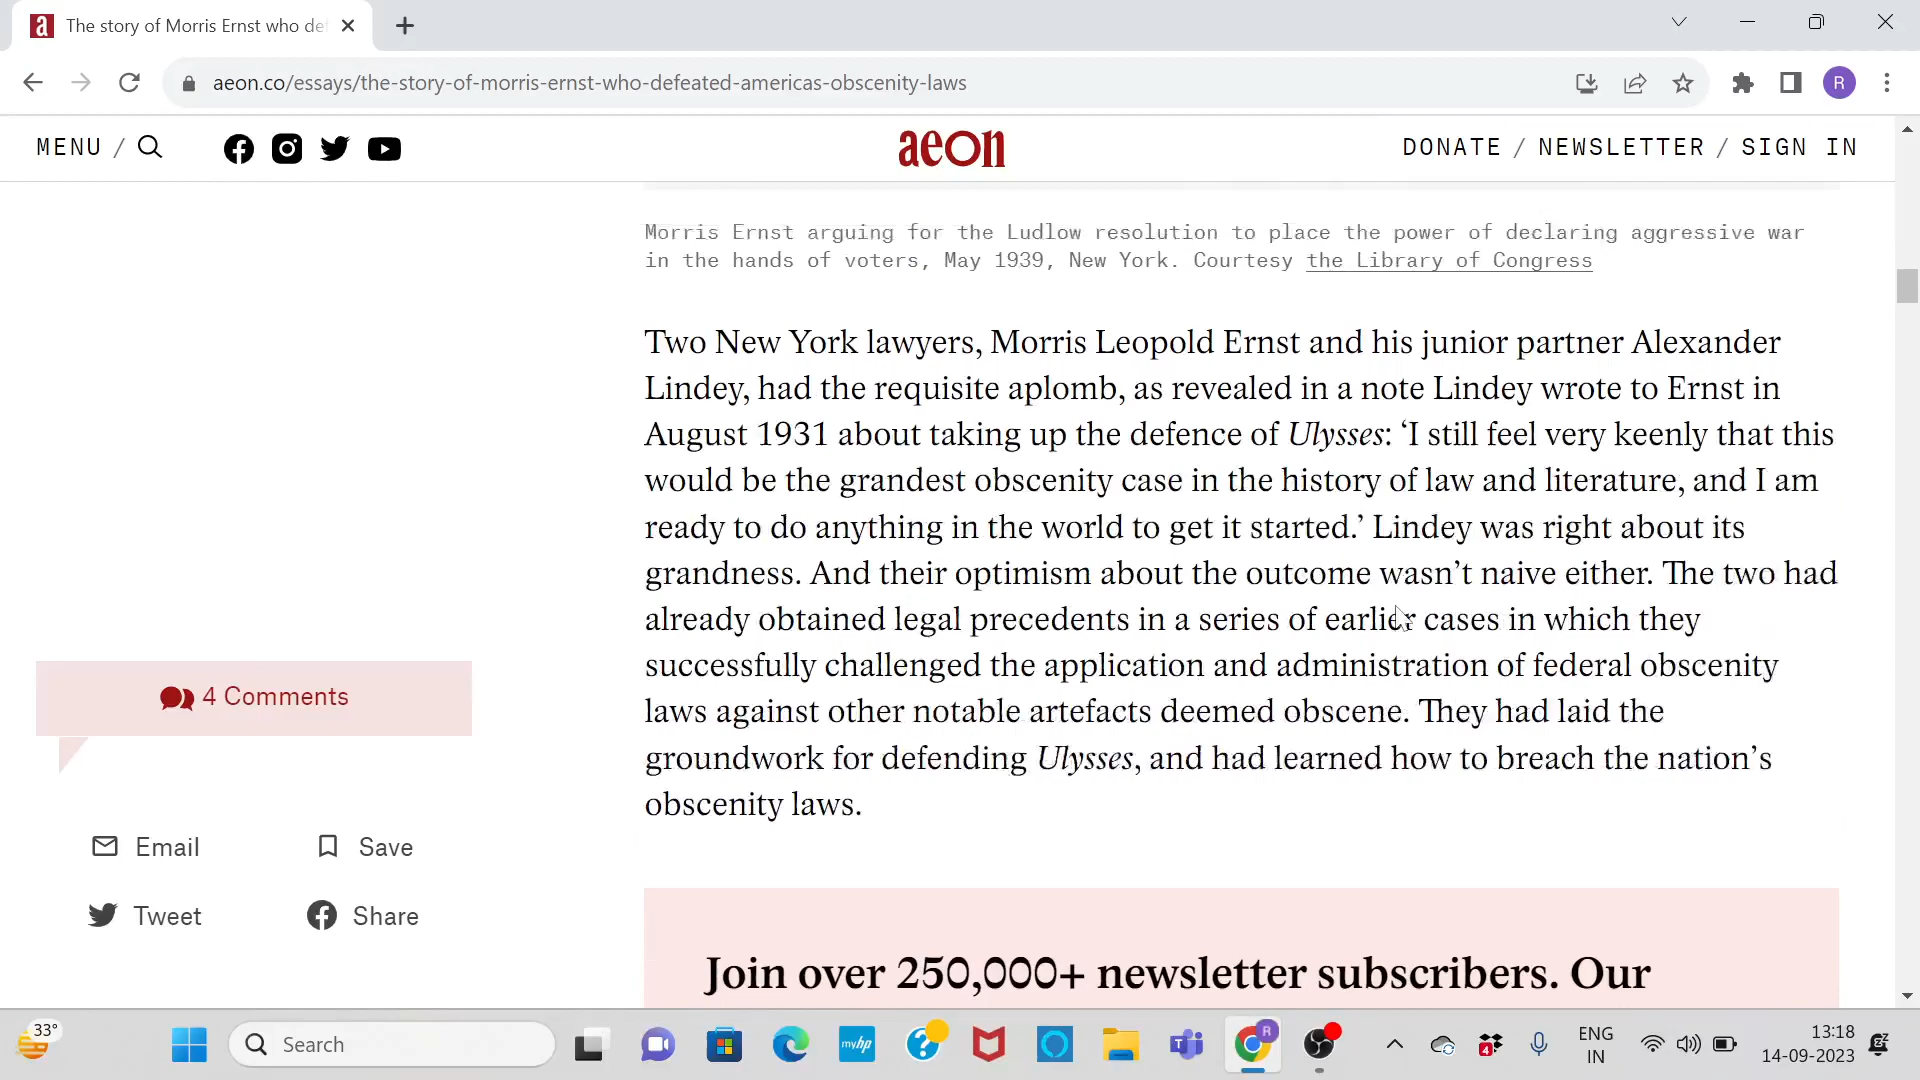 The story of Morris Ernst who def
aeon.co/essays/the-story-of-morris-ernst-who-defeated-americas-obscenity-laws
R
MENU /
aeon
DONATE / NEWSLETTER / SIGN IN
Morris Ernst arguing for the Ludlow resolution to place the power of declaring aggressive war
in the hands of voters, May 1939, New York. Courtesy the Library of Congress
Two New York lawyers, Morris Leopold Ernst and his junior partner Alexander
Lindey, had the requisite aplomb, as revealed in a note Lindey wrote to Ernst in
August 1931 about taking up the defence of Ulysses: ‘I still feel very keenly that this
would be the grandest obscenity case in the history of law and literature, and I am
ready to do anything in the world to get it started.’ Lindey was right about its
grandness. And their optimism about the outcome wasn’t naive either. The two had
already obtained legal precedents in a series of earlier cases in which they
successfully challenged the application and administration of federal obscenity
laws against other notable artefacts deemed obscene. They had laid the
groundwork for defending Ulysses, and had learned how to breach the nation’s
obscenity laws.
4 Comments
Email
Save
Tweet
Share
Join over 250,000+ newsletter subscribers. Our
33°
Search
myhp
R
4
ENG
IN
13:18
14-09-2023